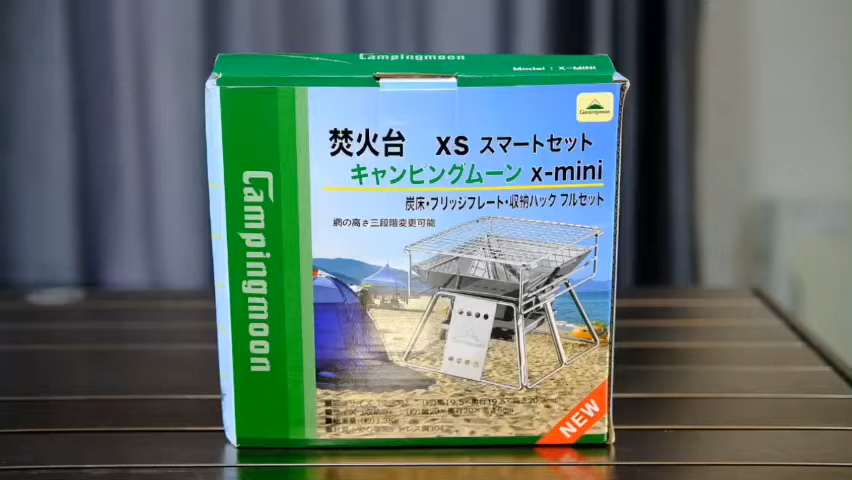 Campingmoon
Model : X-MINI
Campingmoon
Campingmoon
焚火台 XS スマートセット
キャンピングムーン x-mini
炭床・ブリッジプレート・収納バック フルセット
網の高さ三段階変更可能
NEW